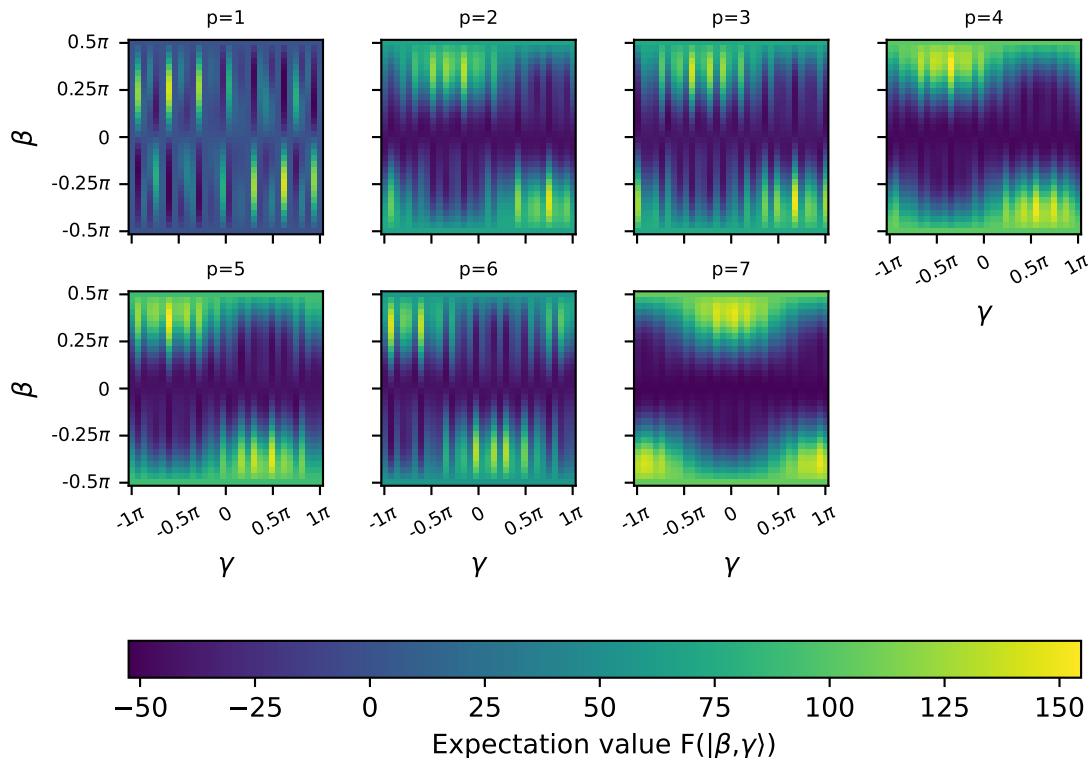 p=1 p=2 p=3 p=4
0.5π
0.25π
0
-0.25π
-0.5π
β
-1π -0.5π 0 0.5π 1π
γ
p=5 p=6 p=7
0.5π
0.25π
0
-0.25π
-0.5π
β
-1π -0.5π 0 0.5π 1π -1π -0.5π 0 0.5π 1π -1π -0.5π 0 0.5π 1π
γ γ γ
−50 −25 0 25 50 75 100 125 150
Expectation value F(|β,γ⟩)